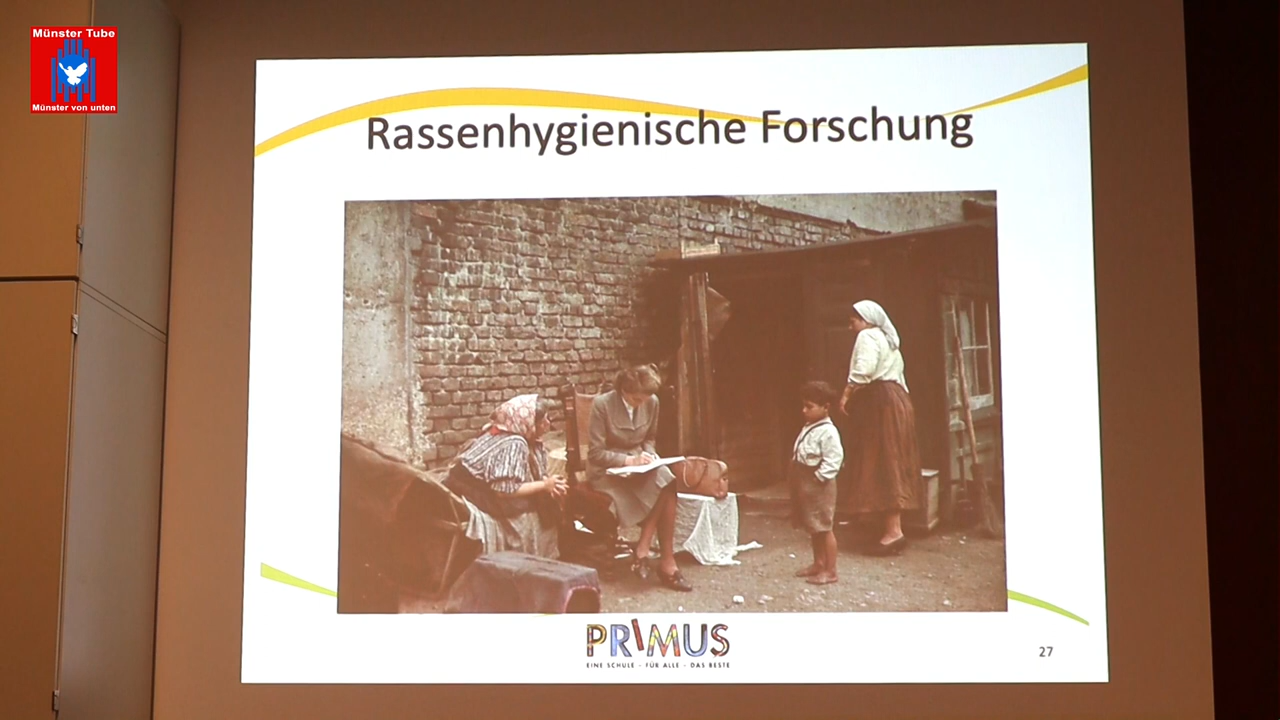 Münster Tube
Münster von unten
Rassenhygienische Forschung
PRIMUS
EINE SCHULE - FÜR ALLE - DAS BESTE
27